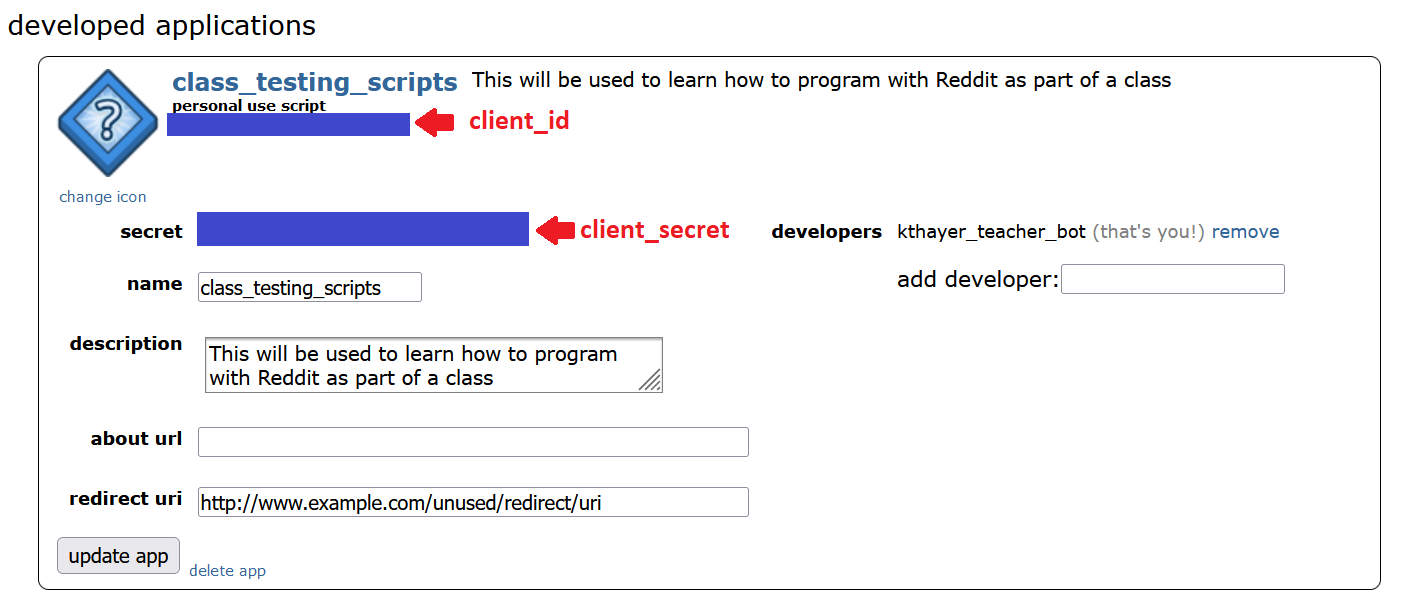 developed applications
class_testing_scripts This will be used to learn how to program with Reddit as part of a class
personal use script
client_id
change icon
secret client_secret developers kthayer_teacher_bot (that's you!) remove
name class_testing_scripts add developer:
description This will be used to learn how to program
with Reddit as part of a class
about url
redirect uri http://www.example.com/unused/redirect/uri
update app delete app